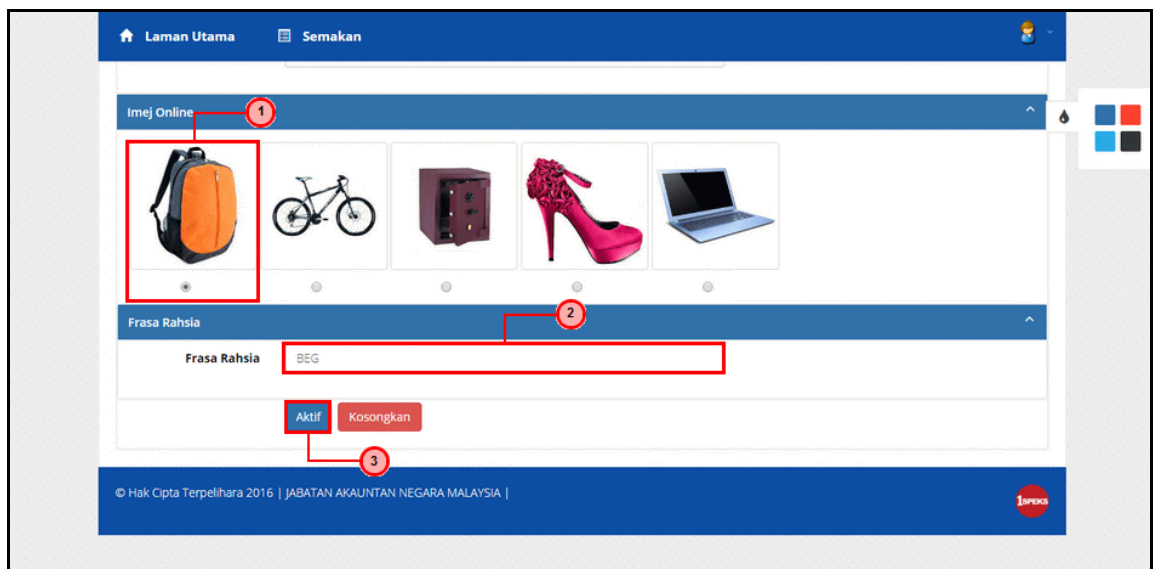 Laman Utama Semakan
Imej Online 1
2
Frasa Rahsia
Frasa Rahsia BEG
Aktif Kosongkan
3
© Hak Cipta Terpelihara 2016 | JABATAN AKAUNTAN NEGARA MALAYSIA |
1SPEKS